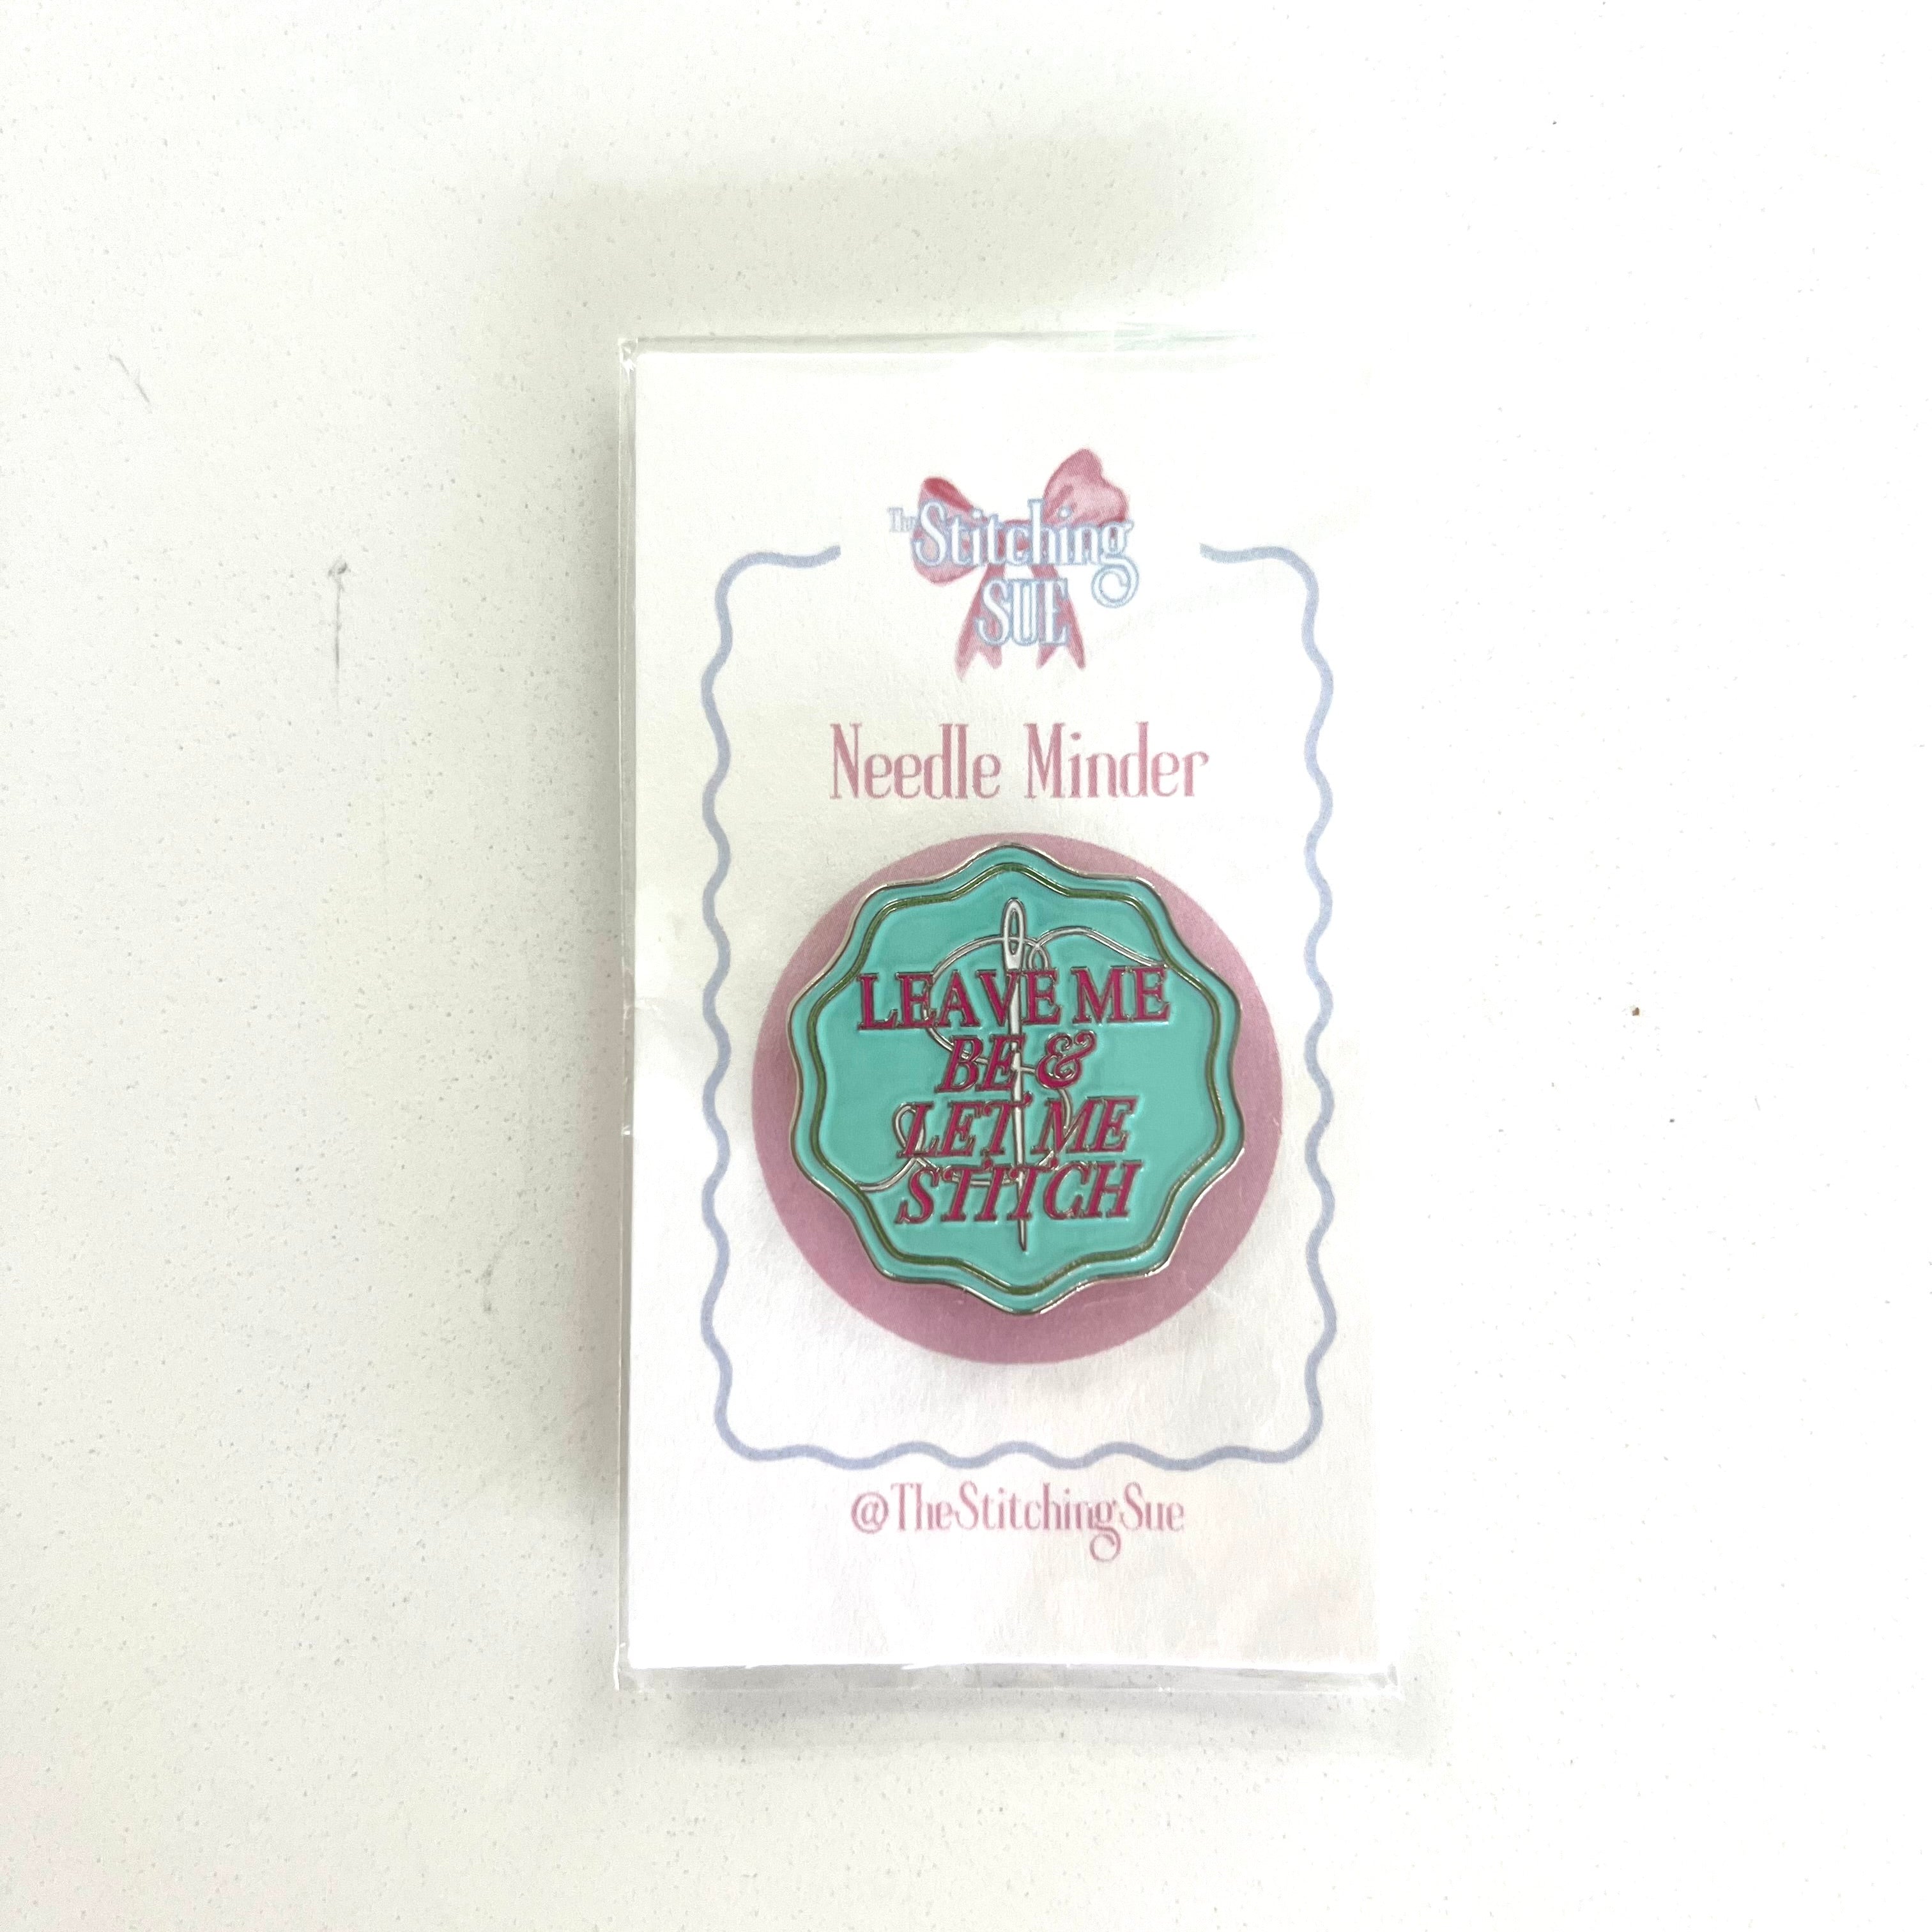 The Stitching
SUE
Needle Minder
LEAVE ME
BE &
LET ME
STITCH
@TheStitchingSue